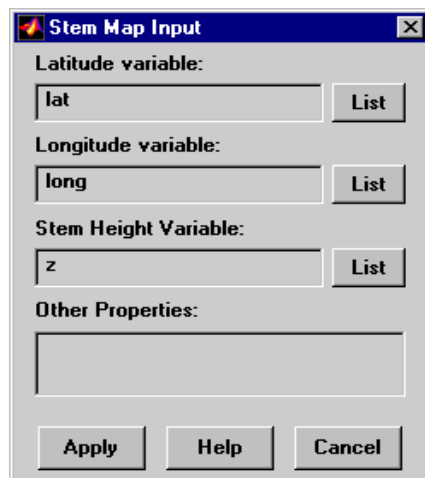 Stem Map Input
Latitude variable:
lat List
Longitude variable:
long List
Stem Height Variable:
z List
Other Properties:
Apply Help Cancel